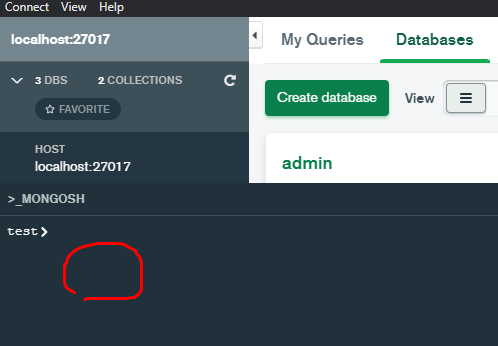 Connect View Help
localhost:27017
My Queries Databases
3 DBS 2 COLLECTIONS
FAVORITE
Create database View
HOST
localhost:27017
admin
>_MONGOSH
test>